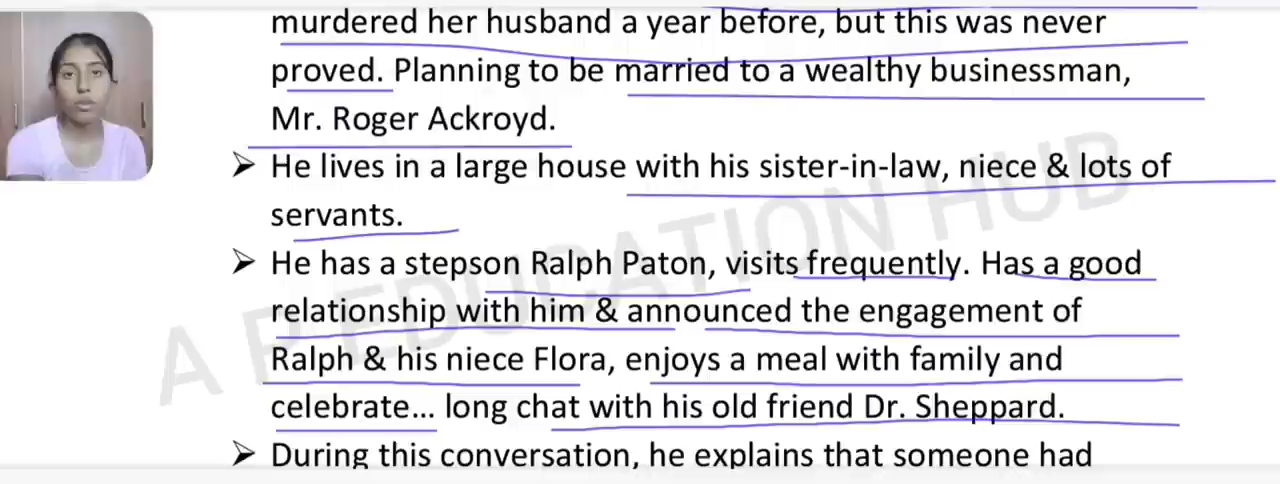 murdered her husband a year before, but this was never
proved. Planning to be married to a wealthy businessman,
Mr. Roger Ackroyd.
➢ He lives in a large house with his sister-in-law, niece & lots of
servants.
➢ He has a stepson Ralph Paton, visits frequently. Has a good
relationship with him & announced the engagement of
Ralph & his niece Flora, enjoys a meal with family and
celebrate... long chat with his old friend Dr. Sheppard.
➢ During this conversation, he explains that someone had
A P EDUCATION HUB